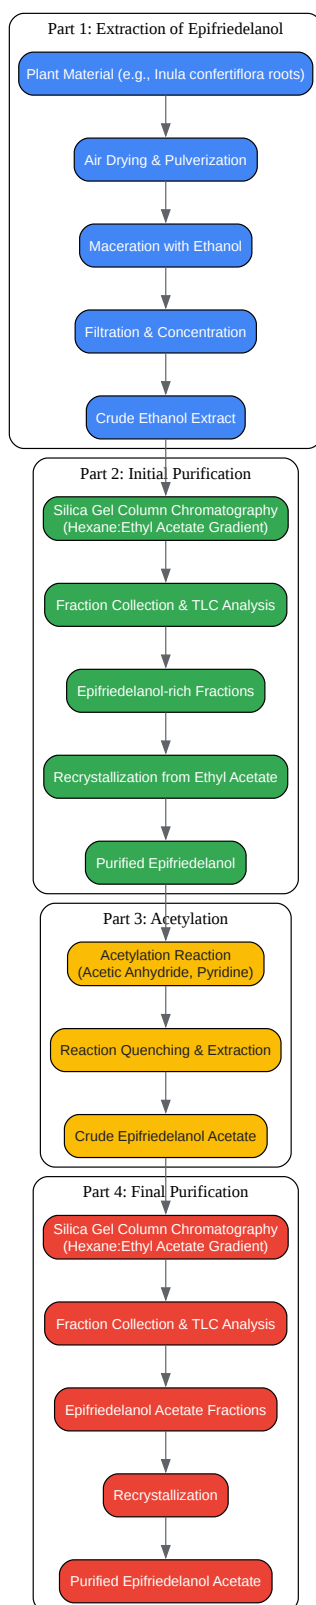 Part 1: Extraction of Epifriedelanol
Plant Material (e.g., Inula confertiflora roots)
Air Drying & Pulverization
Maceration with Ethanol
Filtration & Concentration
Crude Ethanol Extract
Part 2: Initial Purification
Silica Gel Column Chromatography
(Hexane:Ethyl Acetate Gradient)
Fraction Collection & TLC Analysis
Epifriedelanol-rich Fractions
Recrystallization from Ethyl Acetate
Purified Epifriedelanol
Part 3: Acetylation
Acetylation Reaction
(Acetic Anhydride, Pyridine)
Reaction Quenching & Extraction
Crude Epifriedelanol Acetate
Part 4: Final Purification
Silica Gel Column Chromatography
(Hexane:Ethyl Acetate Gradient)
Fraction Collection & TLC Analysis
Epifriedelanol Acetate Fractions
Recrystallization
Purified Epifriedelanol Acetate